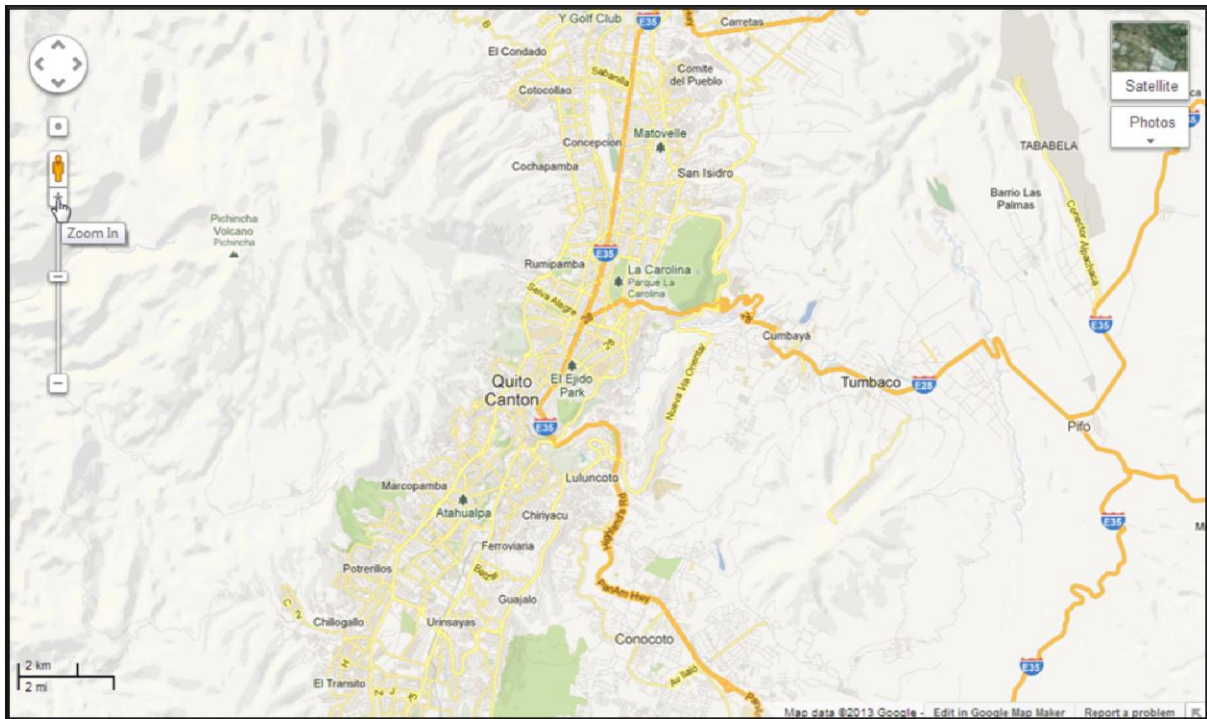 Y Golf Club
E35
Carretas
B
El Condado
Sabanilla
Comite
del Pueblo
Satellite
Cotocollao
Photos
Matovelle
Concepcion
TABABELA
Cochapamba
San Isidro
Barrio Las
Palmas
Pichincha
Volcano
Pichincha
Zoom In
Conector Alpachaca
E35
Rumipamba
La Carolina
Parque La
Carolina
Selva Alegre
E35
Cumbayá
Nueva Via Oriental
El Ejido
Park
Quito
Canton
Tumbaco
E28
E35
Pifo
Luluncoto
Marcopamba
Atahualpa
Chiriyacu
Highland's Rd
E35
Ferroviaria
Potrerillos
PanAm Hwy
Guajalo
Chillogallo
Urinsayas
Conocoto
2 km
2 mi
El Transito
Av Ilaló
E35
Map data ©2013 Google -
Edit in Google Map Maker
Report a problem